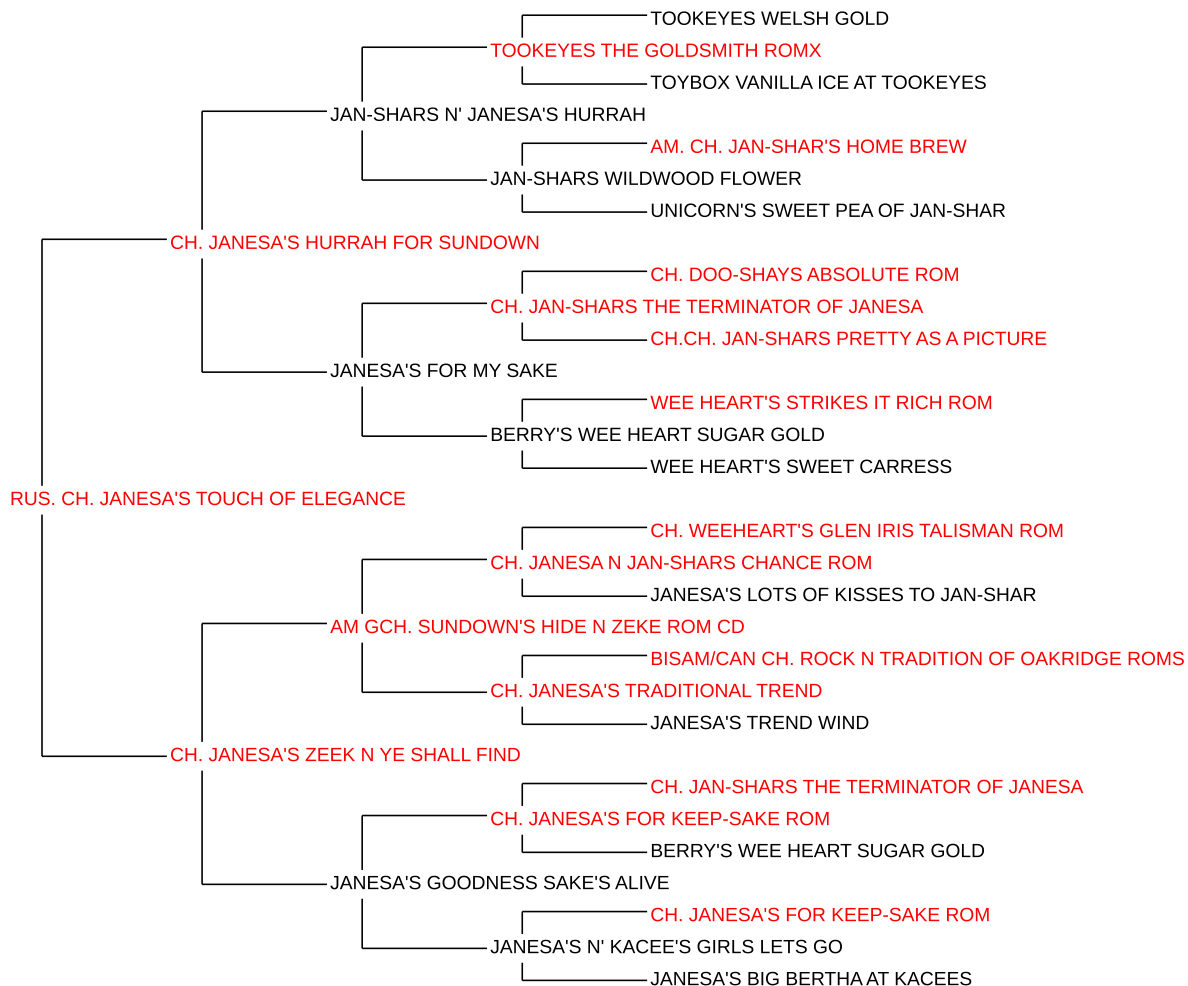 TOOKEYES WELSH GOLD
TOOKEYES THE GOLDSMITH ROMX
TOYBOX VANILLA ICE AT TOOKEYES
JAN-SHARS N' JANESA'S HURRAH
AM. CH. JAN-SHAR'S HOME BREW
JAN-SHARS WILDWOOD FLOWER
UNICORN'S SWEET PEA OF JAN-SHAR
CH. JANESA'S HURRAH FOR SUNDOWN
CH. DOO-SHAYS ABSOLUTE ROM
CH. JAN-SHARS THE TERMINATOR OF JANESA
CH.CH. JAN-SHARS PRETTY AS A PICTURE
JANESA'S FOR MY SAKE
WEE HEART'S STRIKES IT RICH ROM
BERRY'S WEE HEART SUGAR GOLD
WEE HEART'S SWEET CARRESS
RUS. CH. JANESA'S TOUCH OF ELEGANCE
CH. WEEHEART'S GLEN IRIS TALISMAN ROM
CH. JANESA N JAN-SHARS CHANCE ROM
JANESA'S LOTS OF KISSES TO JAN-SHAR
AM GCH. SUNDOWN'S HIDE N ZEKE ROM CD
BISAM/CAN CH. ROCK N TRADITION OF OAKRIDGE ROMS
CH. JANESA'S TRADITIONAL TREND
JANESA'S TREND WIND
CH. JANESA'S ZEEK N YE SHALL FIND
CH. JAN-SHARS THE TERMINATOR OF JANESA
CH. JANESA'S FOR KEEP-SAKE ROM
BERRY'S WEE HEART SUGAR GOLD
JANESA'S GOODNESS SAKE'S ALIVE
CH. JANESA'S FOR KEEP-SAKE ROM
JANESA'S N' KACEE'S GIRLS LETS GO
JANESA'S BIG BERTHA AT KACEES